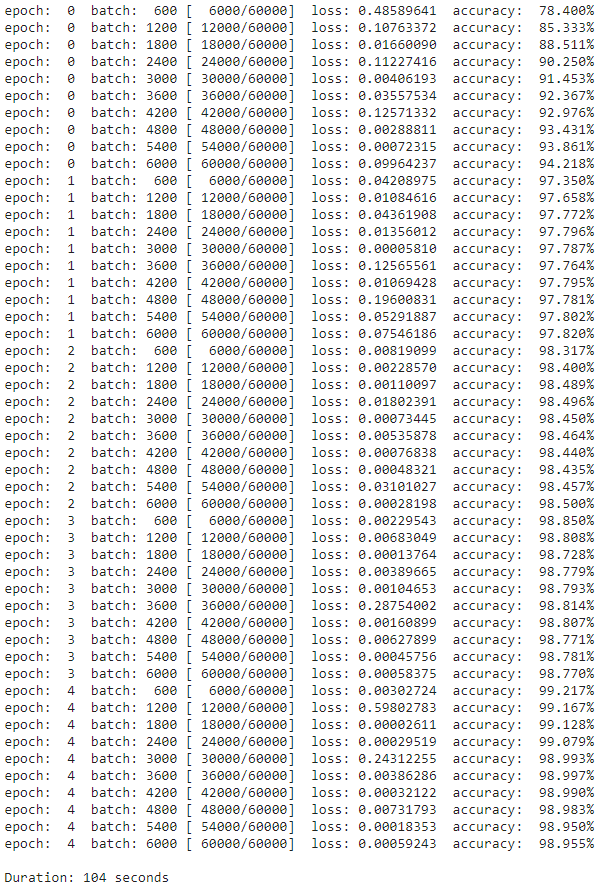 epoch:  0  batch:  600 [  6000/60000]  loss: 0.48589641  accuracy:  78.400%
epoch:  0  batch: 1200 [ 12000/60000]  loss: 0.10763372  accuracy:  85.333%
epoch:  0  batch: 1800 [ 18000/60000]  loss: 0.01660090  accuracy:  88.511%
epoch:  0  batch: 2400 [ 24000/60000]  loss: 0.11227416  accuracy:  90.250%
epoch:  0  batch: 3000 [ 30000/60000]  loss: 0.00406193  accuracy:  91.453%
epoch:  0  batch: 3600 [ 36000/60000]  loss: 0.03557534  accuracy:  92.367%
epoch:  0  batch: 4200 [ 42000/60000]  loss: 0.12571332  accuracy:  92.976%
epoch:  0  batch: 4800 [ 48000/60000]  loss: 0.00288811  accuracy:  93.431%
epoch:  0  batch: 5400 [ 54000/60000]  loss: 0.00072315  accuracy:  93.861%
epoch:  0  batch: 6000 [ 60000/60000]  loss: 0.09964237  accuracy:  94.218%
epoch:  1  batch:  600 [  6000/60000]  loss: 0.04208975  accuracy:  97.350%
epoch:  1  batch: 1200 [ 12000/60000]  loss: 0.01084616  accuracy:  97.658%
epoch:  1  batch: 1800 [ 18000/60000]  loss: 0.04361908  accuracy:  97.772%
epoch:  1  batch: 2400 [ 24000/60000]  loss: 0.01356012  accuracy:  97.796%
epoch:  1  batch: 3000 [ 30000/60000]  loss: 0.00005810  accuracy:  97.787%
epoch:  1  batch: 3600 [ 36000/60000]  loss: 0.12565561  accuracy:  97.764%
epoch:  1  batch: 4200 [ 42000/60000]  loss: 0.01069428  accuracy:  97.795%
epoch:  1  batch: 4800 [ 48000/60000]  loss: 0.19600831  accuracy:  97.781%
epoch:  1  batch: 5400 [ 54000/60000]  loss: 0.05291887  accuracy:  97.802%
epoch:  1  batch: 6000 [ 60000/60000]  loss: 0.07546186  accuracy:  97.820%
epoch:  2  batch:  600 [  6000/60000]  loss: 0.00819099  accuracy:  98.317%
epoch:  2  batch: 1200 [ 12000/60000]  loss: 0.00228570  accuracy:  98.400%
epoch:  2  batch: 1800 [ 18000/60000]  loss: 0.00110097  accuracy:  98.489%
epoch:  2  batch: 2400 [ 24000/60000]  loss: 0.01802391  accuracy:  98.496%
epoch:  2  batch: 3000 [ 30000/60000]  loss: 0.00073445  accuracy:  98.450%
epoch:  2  batch: 3600 [ 36000/60000]  loss: 0.00535878  accuracy:  98.464%
epoch:  2  batch: 4200 [ 42000/60000]  loss: 0.00076838  accuracy:  98.440%
epoch:  2  batch: 4800 [ 48000/60000]  loss: 0.00048321  accuracy:  98.435%
epoch:  2  batch: 5400 [ 54000/60000]  loss: 0.03101027  accuracy:  98.457%
epoch:  2  batch: 6000 [ 60000/60000]  loss: 0.00028198  accuracy:  98.500%
epoch:  3  batch:  600 [  6000/60000]  loss: 0.00229543  accuracy:  98.850%
epoch:  3  batch: 1200 [ 12000/60000]  loss: 0.00683049  accuracy:  98.808%
epoch:  3  batch: 1800 [ 18000/60000]  loss: 0.00013764  accuracy:  98.728%
epoch:  3  batch: 2400 [ 24000/60000]  loss: 0.00389665  accuracy:  98.779%
epoch:  3  batch: 3000 [ 30000/60000]  loss: 0.00104653  accuracy:  98.793%
epoch:  3  batch: 3600 [ 36000/60000]  loss: 0.28754002  accuracy:  98.814%
epoch:  3  batch: 4200 [ 42000/60000]  loss: 0.00160899  accuracy:  98.807%
epoch:  3  batch: 4800 [ 48000/60000]  loss: 0.00627899  accuracy:  98.771%
epoch:  3  batch: 5400 [ 54000/60000]  loss: 0.00045756  accuracy:  98.781%
epoch:  3  batch: 6000 [ 60000/60000]  loss: 0.00058375  accuracy:  98.770%
epoch:  4  batch:  600 [  6000/60000]  loss: 0.00302724  accuracy:  99.217%
epoch:  4  batch: 1200 [ 12000/60000]  loss: 0.59802783  accuracy:  99.167%
epoch:  4  batch: 1800 [ 18000/60000]  loss: 0.00002611  accuracy:  99.128%
epoch:  4  batch: 2400 [ 24000/60000]  loss: 0.00029519  accuracy:  99.079%
epoch:  4  batch: 3000 [ 30000/60000]  loss: 0.24312255  accuracy:  98.993%
epoch:  4  batch: 3600 [ 36000/60000]  loss: 0.00386286  accuracy:  98.997%
epoch:  4  batch: 4200 [ 42000/60000]  loss: 0.00032122  accuracy:  98.990%
epoch:  4  batch: 4800 [ 48000/60000]  loss: 0.00731793  accuracy:  98.983%
epoch:  4  batch: 5400 [ 54000/60000]  loss: 0.00018353  accuracy:  98.950%
epoch:  4  batch: 6000 [ 60000/60000]  loss: 0.00059243  accuracy:  98.955%
Duration: 104 seconds